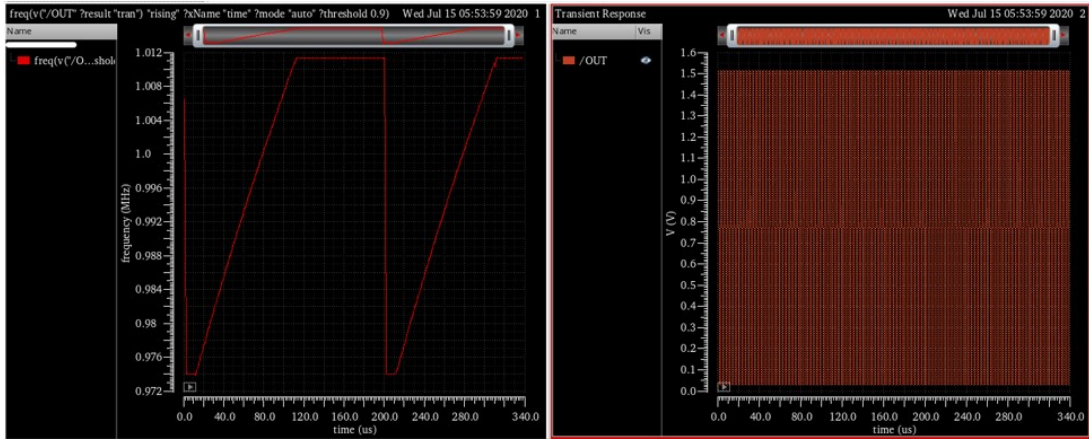 freq(v("/OUT" ?result "tran") "rising" ?xName "time" ?mode "auto" ?threshold 0.9) Wed Jul 15 05:53:59 2020 1
Name
freq(v("/O...shold
1.012
1.008
1.004
1.0
0.996
0.992
0.988
0.984
0.98
0.976
0.972
frequency (MHz)
0.0 40.0 80.0 120.0 160.0 200.0 240.0 280.0 340.0
time (us)
Transient Response Wed Jul 15 05:53:59 2020 2
Name Vis
/OUT
1.6
1.5
1.4
1.3
1.2
1.1
1.0
0.9
0.8
0.7
0.6
0.5
0.4
0.3
0.2
0.1
0.0
V (V)
0.0 40.0 80.0 120.0 160.0 200.0 240.0 280.0 340.0
time (us)